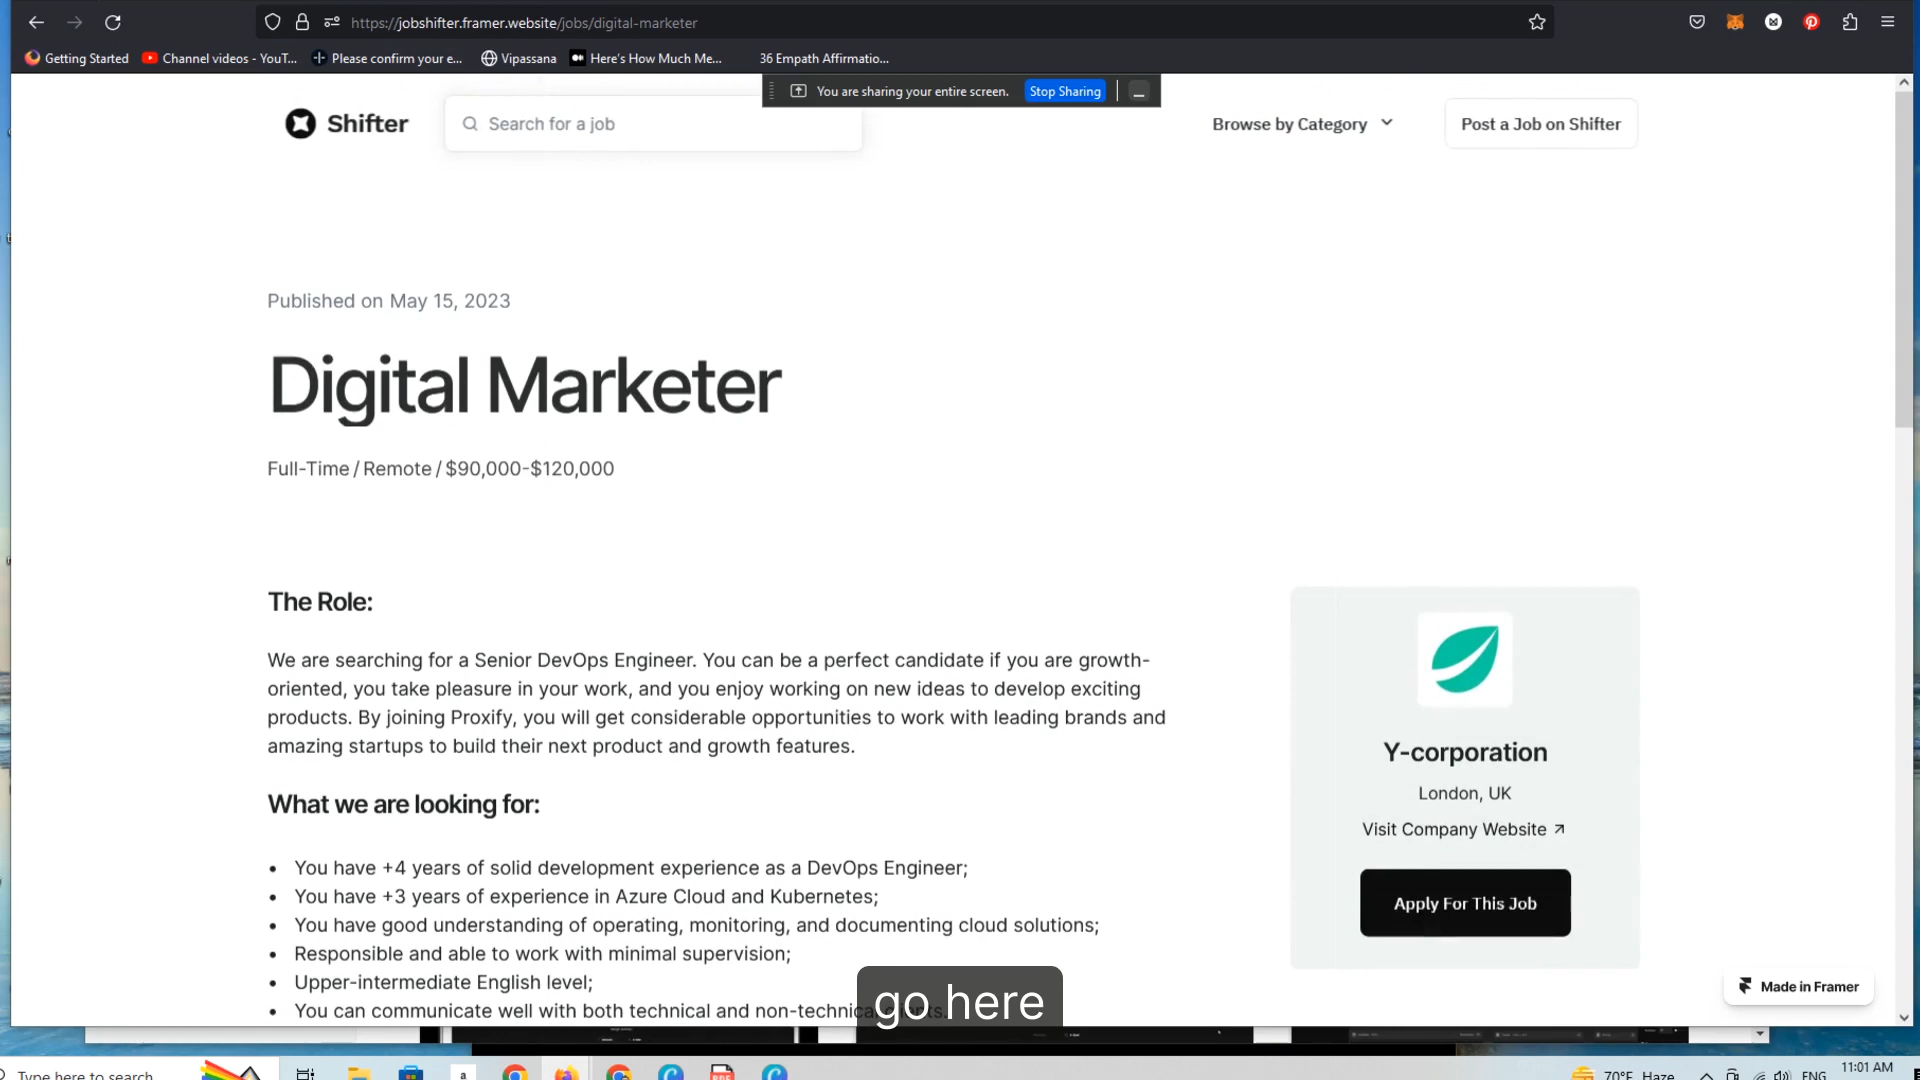 https://jobshifter.framer.website/jobs/digital-marketer
Getting Started
Channel videos - YouT...
Please confirm your e...
Vipassana
Here's How Much Me...
36 Empath Affirmatio...
You are sharing your entire screen.
Stop Sharing
Shifter
Search for a job
Browse by Category
Post a Job on Shifter
Published on May 15, 2023
Digital Marketer
Full-Time / Remote / $90,000-$120,000
The Role:
We are searching for a Senior DevOps Engineer. You can be a perfect candidate if you are growth-
oriented, you take pleasure in your work, and you enjoy working on new ideas to develop exciting
products. By joining Proxify, you will get considerable opportunities to work with leading brands and
amazing startups to build their next product and growth features.
What we are looking for:
• You have +4 years of solid development experience as a DevOps Engineer;
• You have +3 years of experience in Azure Cloud and Kubernetes;
• You have good understanding of operating, monitoring, and documenting cloud solutions;
• Responsible and able to work with minimal supervision;
• Upper-intermediate English level;
• You can communicate well with both technical and non-technical clients.
Y-corporation
London, UK
Visit Company Website
Apply For This Job
Made in Framer
go here
Type here to search
70°F Haze
ENG
11:01 AM